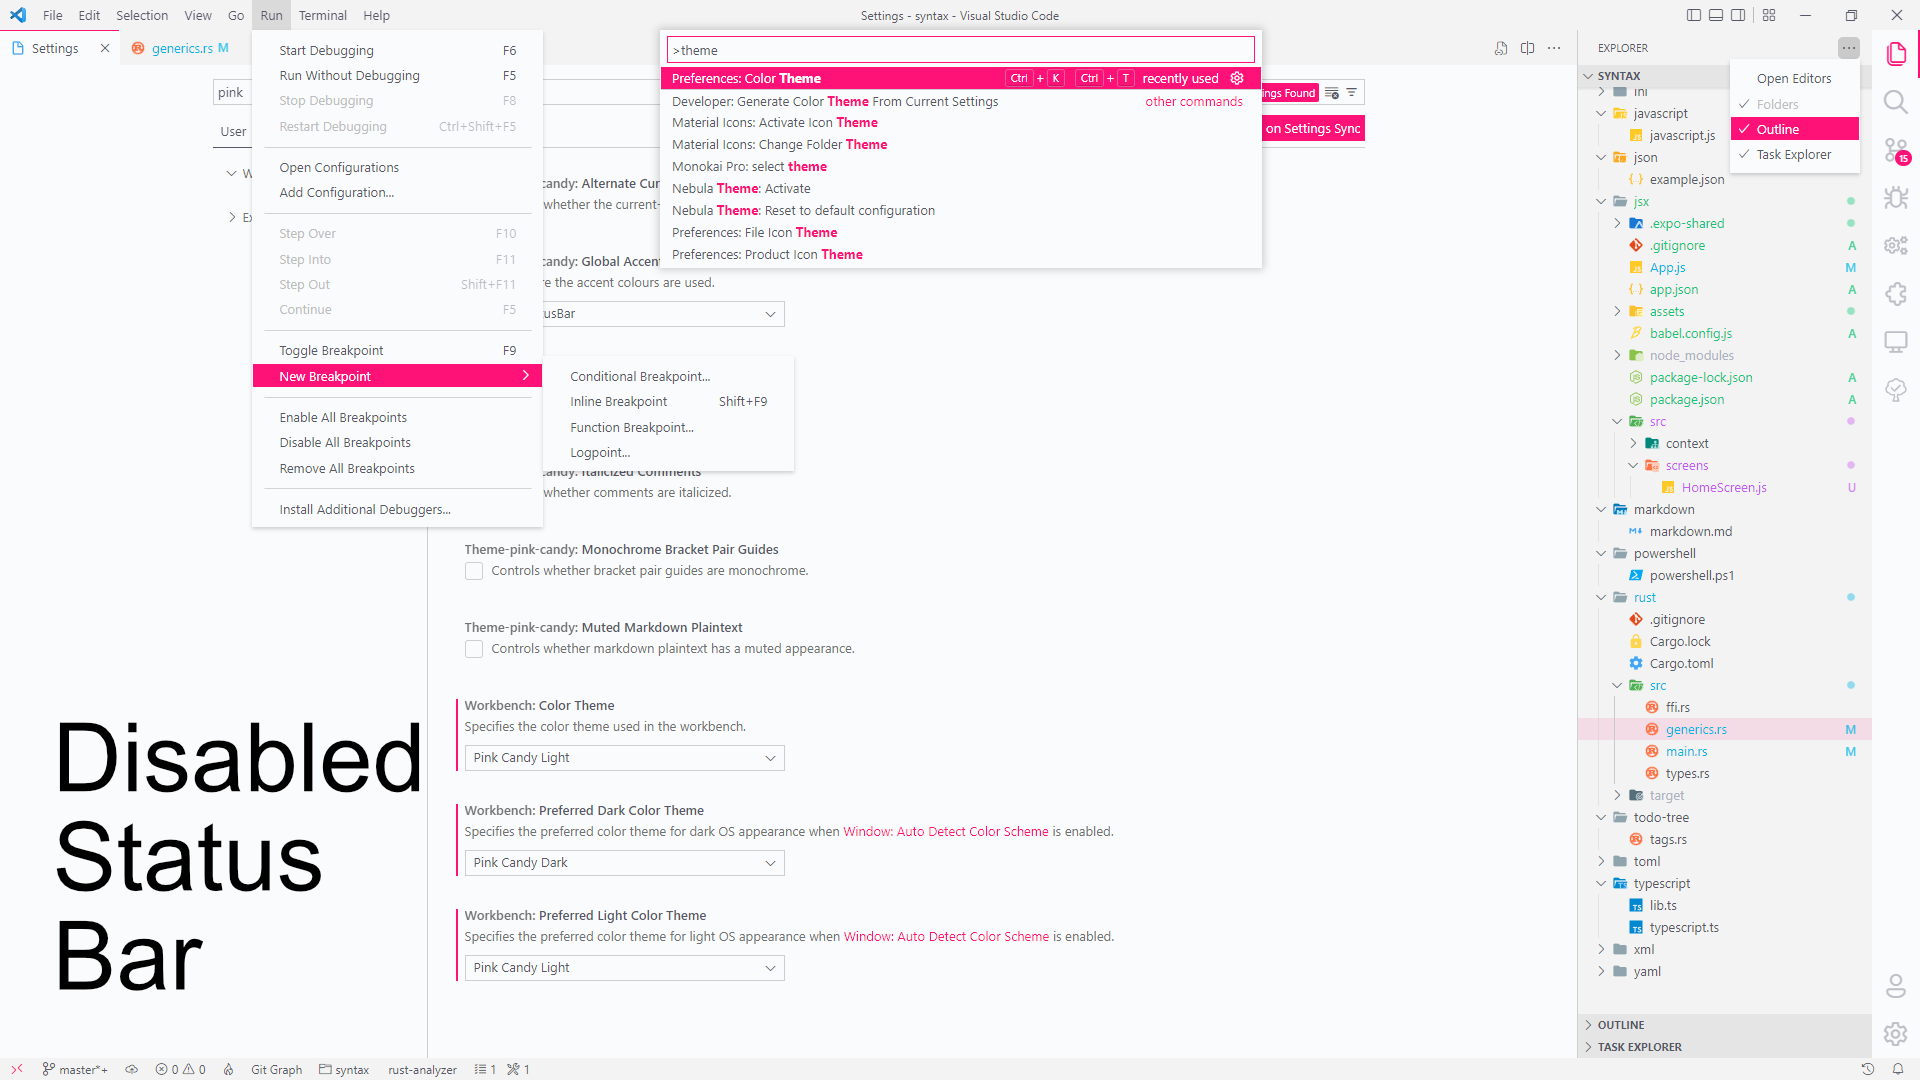 File Edit Selection View Go Run Terminal Help
Settings - syntax - Visual Studio Code
Settings
generics.rs M
pink
User
Start Debugging F6
Run Without Debugging F5
Stop Debugging F8
Restart Debugging Ctrl+Shift+F5
Open Configurations
Add Configuration...
Step Over F10
Step Into F11
Step Out Shift+F11
Continue F5
Toggle Breakpoint F9
New Breakpoint
Enable All Breakpoints
Disable All Breakpoints
Remove All Breakpoints
Install Additional Debuggers...
Conditional Breakpoint...
Inline Breakpoint Shift+F9
Function Breakpoint...
Logpoint...
>theme
Preferences: Color Theme Ctrl + K Ctrl + T recently used
Developer: Generate Color Theme From Current Settings other commands
Material Icons: Activate Icon Theme
Material Icons: Change Folder Theme
Monokai Pro: select theme
Nebula Theme: Activate
Nebula Theme: Reset to default configuration
Preferences: File Icon Theme
Preferences: Product Icon Theme
ngs Found
on Settings Sync
candy: Alternate Cur
whether the current-
candy: Global Accent
re the accent colours are used.
tusBar
candy: Italicized Comments
whether comments are italicized.
Theme-pink-candy: Monochrome Bracket Pair Guides
Controls whether bracket pair guides are monochrome.
Theme-pink-candy: Muted Markdown Plaintext
Controls whether markdown plaintext has a muted appearance.
Workbench: Color Theme
Specifies the color theme used in the workbench.
Pink Candy Light
Workbench: Preferred Dark Color Theme
Specifies the preferred color theme for dark OS appearance when Window: Auto Detect Color Scheme is enabled.
Pink Candy Dark
Workbench: Preferred Light Color Theme
Specifies the preferred color theme for light OS appearance when Window: Auto Detect Color Scheme is enabled.
Pink Candy Light
Disabled
Status
Bar
EXPLORER
Open Editors
Folders
Outline
Task Explorer
SYNTAX
ini
javascript
javascript.js
json
example.json
jsx
.expo-shared
.gitignore A
App.js M
app.json A
assets
babel.config.js A
node_modules
package-lock.json A
package.json A
src
context
screens
HomeScreen.js U
markdown
markdown.md
powershell
powershell.ps1
rust
.gitignore
Cargo.lock
Cargo.toml
src
ffi.rs
generics.rs M
main.rs M
types.rs
target
todo-tree
tags.rs
toml
typescript
lib.ts
typescript.ts
xml
yaml
OUTLINE
TASK EXPLORER
15
master*+ 0 0 Git Graph syntax rust-analyzer 1 1